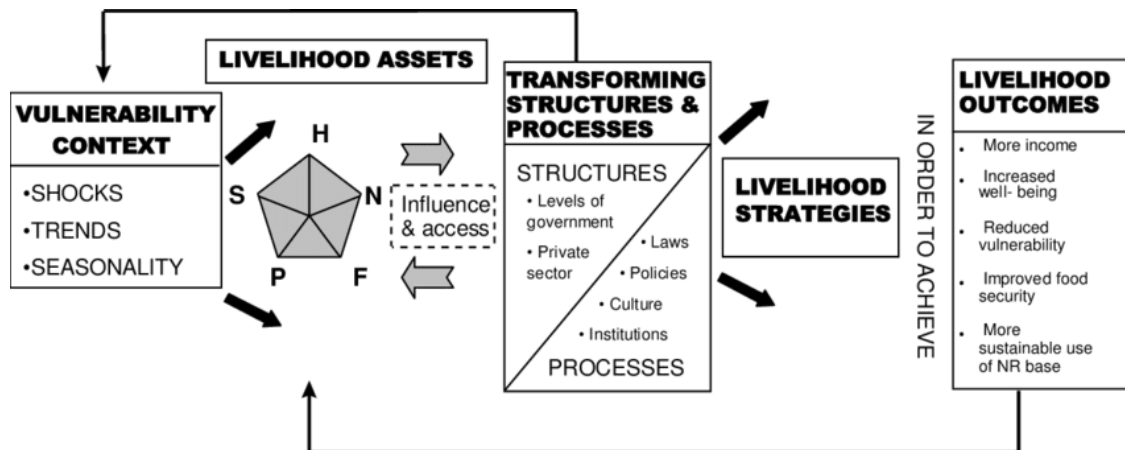 LIVELIHOOD ASSETS
VULNERABILITY
CONTEXT
•SHOCKS
•TRENDS
•SEASONALITY
H
S
N
P
F
Influence
& access
TRANSFORMING
STRUCTURES &
PROCESSES
STRUCTURES
• Levels of
government
• Private
sector
• Laws
• Policies
• Culture
• Institutions
PROCESSES
LIVELIHOOD
STRATEGIES
IN ORDER TO ACHIEVE
LIVELIHOOD
OUTCOMES
• More income
• Increased
well- being
• Reduced
vulnerability
• Improved food
security
• More
sustainable use
of NR base